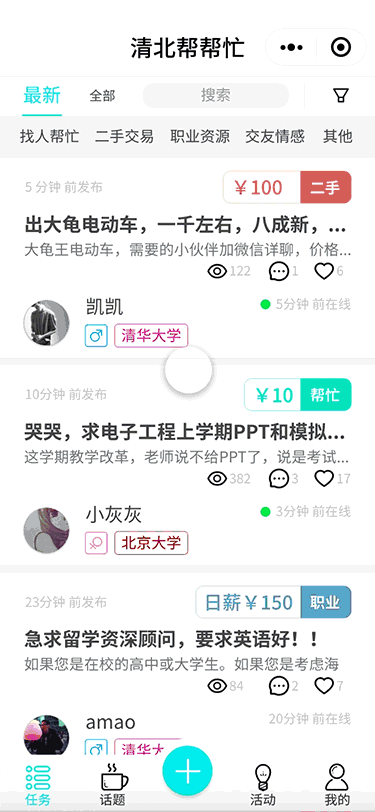 清北帮帮忙
最新 全部 搜索
找人帮忙 二手交易 职业资源 交友情感 其他
5 分钟 前发布 ￥100 二手
出大龟电动车，一千左右，八成新，...
大龟王电动车，需要的小伙伴加微信详聊，价格...
122 1 6
凯凯 5分钟 前在线
清华大学
10分钟 前发布 ￥10 帮忙
哭哭，求电子工程上学期PPT和模拟...
这学期教学改革，老师说不给PPT了，说是考试...
382 3 17
小灰灰 3分钟 前在线
北京大学
23分钟 前发布 日薪￥150 职业
急求留学资深顾问，要求英语好！！
如果您是在校的高中或大学生。如果您是考虑海
84 2 7
amao 20分钟 前在线
清华大
任务 话题 活动 我的